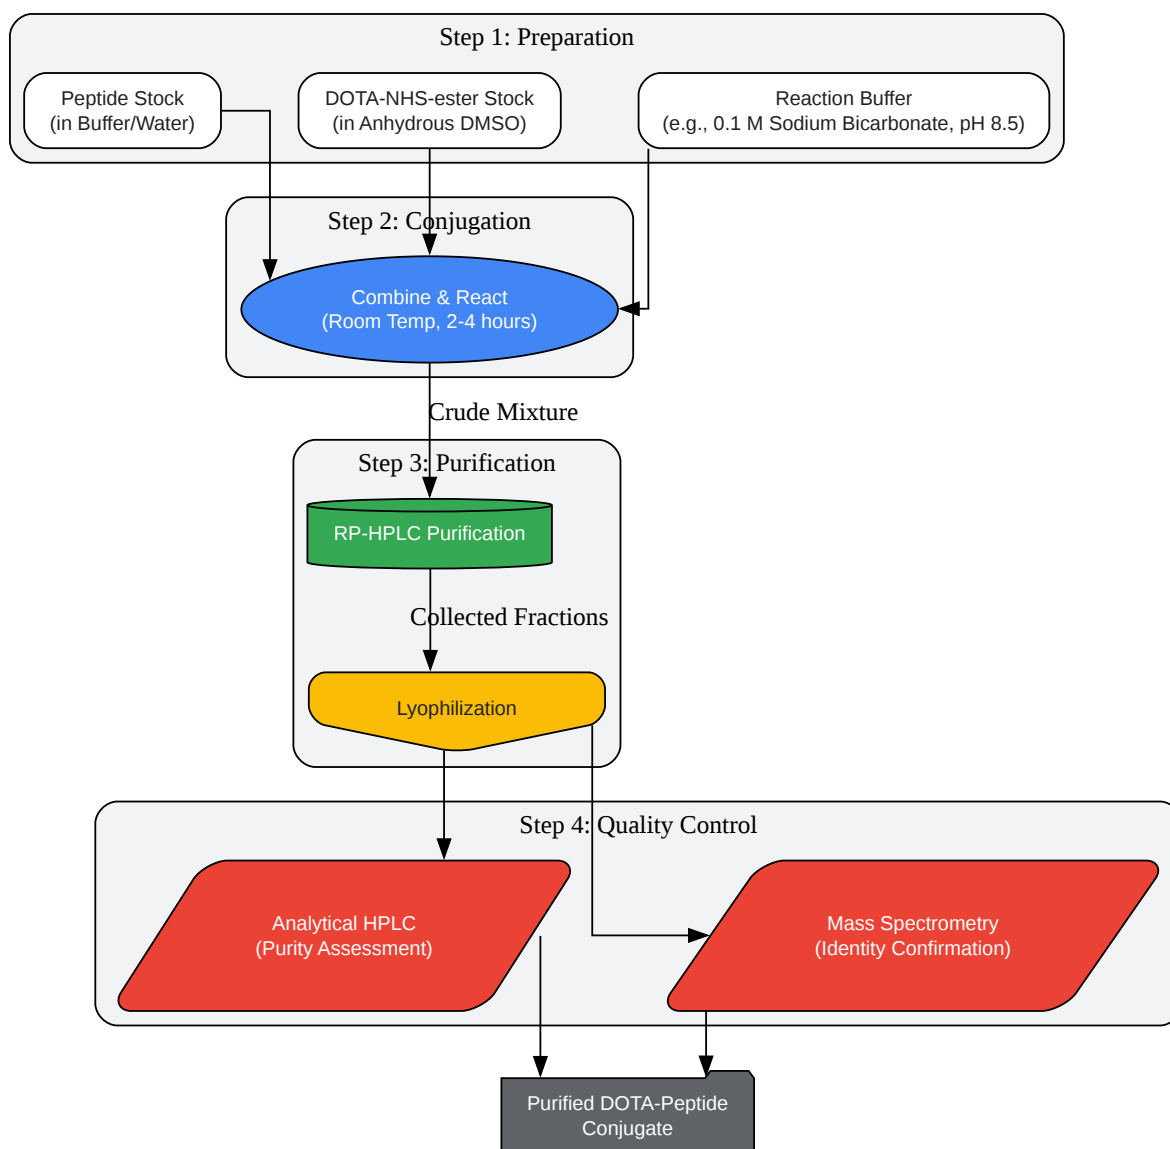 Step 1: Preparation
Peptide Stock
(in Buffer/Water)
DOTA-NHS-ester Stock
(in Anhydrous DMSO)
Reaction Buffer
(e.g., 0.1 M Sodium Bicarbonate, pH 8.5)
Step 2: Conjugation
Combine & React
(Room Temp, 2-4 hours)
Crude Mixture
Step 3: Purification
RP-HPLC Purification
Collected Fractions
Lyophilization
Step 4: Quality Control
Analytical HPLC
(Purity Assessment)
Mass Spectrometry
(Identity Confirmation)
Purified DOTA-Peptide
Conjugate